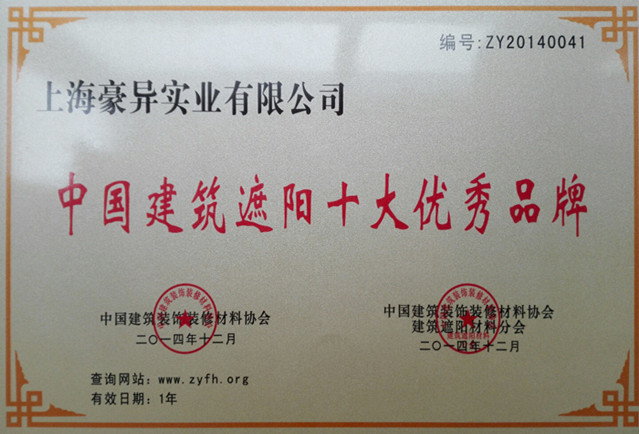 编号:ZY20140041
上海豪异实业有限公司
中国建筑遮阳十大优秀品牌
中国建筑装饰装修材料协会
二〇一四年十二月
中国建筑装饰装修材料协会
建筑遮阳材料分会
二〇一四年十二月
查询网站：www.zyfh.org
有效日期：1年